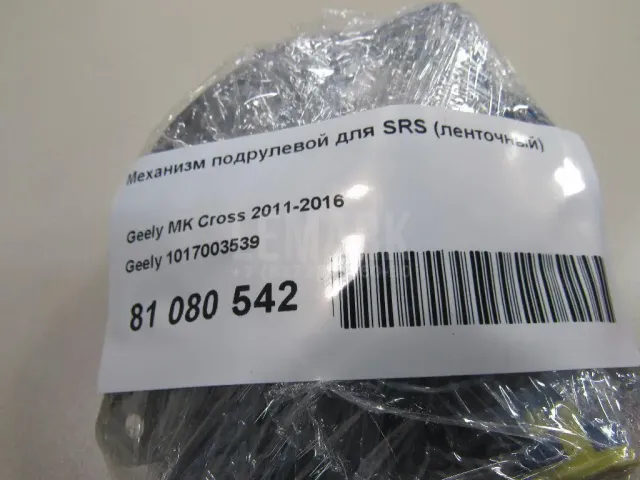 Механизм подрулевой для SRS (ленточный)
Geely MK Cross 2011-2016
Geely 1017003539
81 080 542